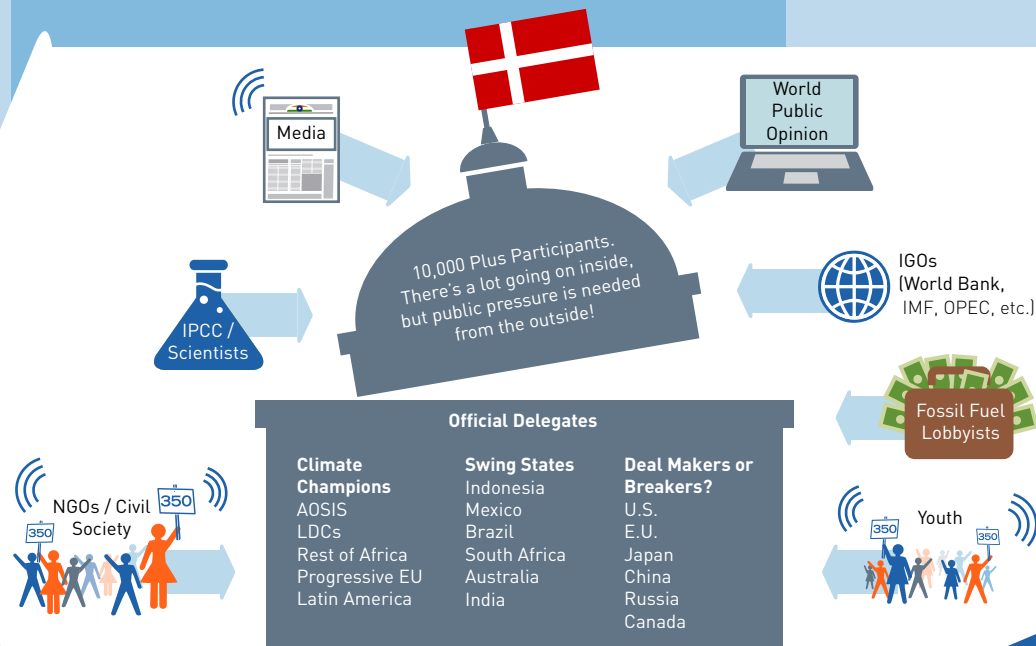 Media
World
Public
Opinion
10,000 Plus Participants.
There's a lot going on inside,
but public pressure is needed
from the outside!
IPCC /
Scientists
IGOs
(World Bank,
IMF, OPEC, etc.)
Fossil Fuel
Lobbyists
NGOs / Civil
Society
350
350
Youth
350
350
Official Delegates
Climate
Champions
AOSIS
LDCs
Rest of Africa
Progressive EU
Latin America
Swing States
Indonesia
Mexico
Brazil
South Africa
Australia
India
Deal Makers or
Breakers?
U.S.
E.U.
Japan
China
Russia
Canada